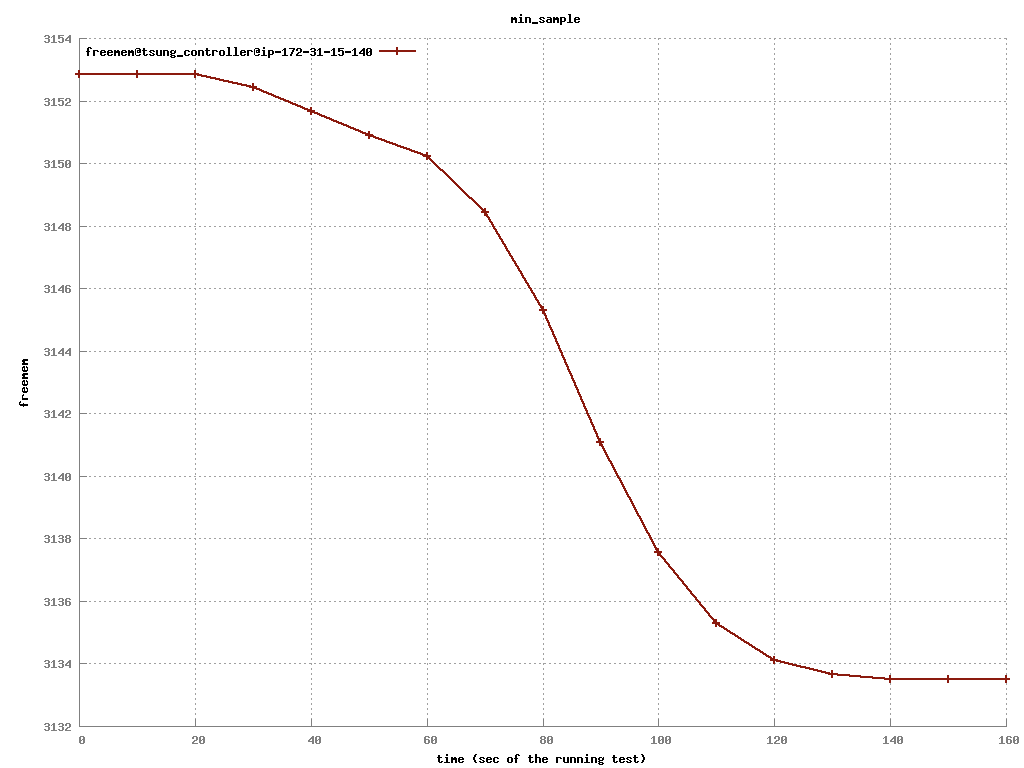 min_sample
freemem@tsung_controller@ip-172-31-15-140
3154
3152
3150
3148
3146
3144
3142
3140
3138
3136
3134
3132
freemem
0 20 40 60 80 100 120 140 160
time (sec of the running test)